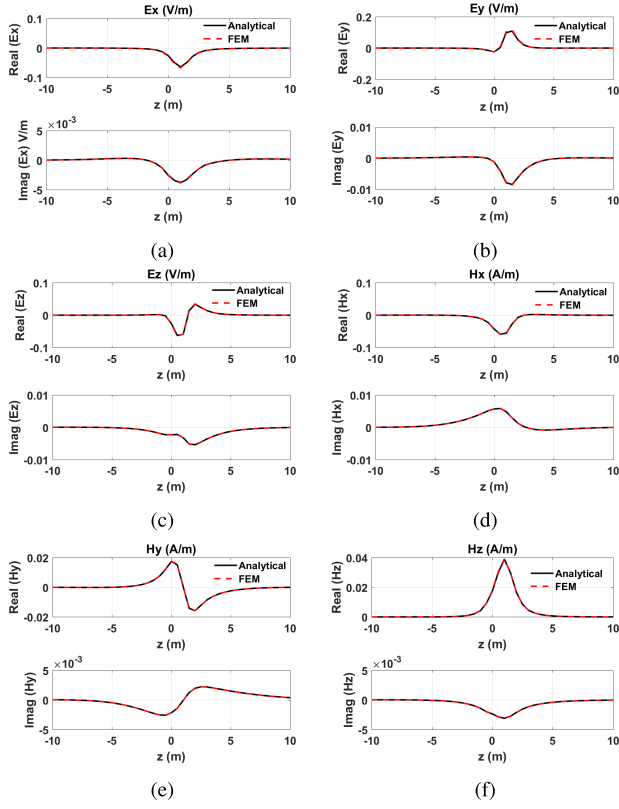 Ex (V/m)
0.1
0
-0.1
Real (Ex)
Analytical
FEM
-10 -5 0 5 10
z (m)
×10⁻³
5
0
-5
Imag (Ex) V/m
-10 -5 0 5 10
z (m)
(a)
Ey (V/m)
0.2
0
-0.2
Real (Ey)
Analytical
FEM
-10 -5 0 5 10
z (m)
0.01
0
-0.01
Imag (Ey)
-10 -5 0 5 10
z (m)
(b)
Ez (V/m)
0.1
0
-0.1
Real (Ez)
Analytical
FEM
-10 -5 0 5 10
z (m)
0.01
0
-0.01
Imag (Ez)
-10 -5 0 5 10
z (m)
(c)
Hx (A/m)
0.1
0
-0.1
Real (Hx)
Analytical
FEM
-10 -5 0 5 10
z (m)
0.01
0
-0.01
Imag (Hx)
-10 -5 0 5 10
z (m)
(d)
Hy (A/m)
0.02
0
-0.02
Real (Hy)
Analytical
FEM
-10 -5 0 5 10
z (m)
×10⁻³
5
0
-5
Imag (Hy)
-10 -5 0 5 10
z (m)
(e)
Hz (A/m)
0.04
0.02
0
Real (Hz)
Analytical
FEM
-10 -5 0 5 10
z (m)
×10⁻³
5
0
-5
Imag (Hz)
-10 -5 0 5 10
z (m)
(f)